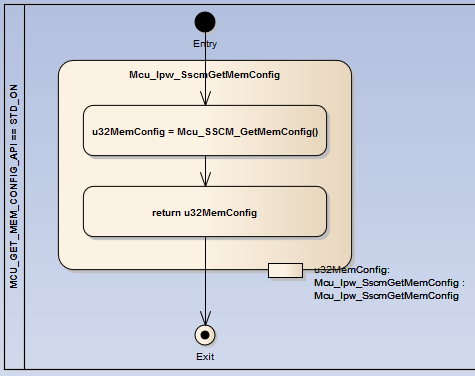 MCU_GET_MEM_CONFIG_API == STD_ON
Entry
Mcu_Ipw_SscmGetMemConfig
u32MemConfig = Mcu_SSCM_GetMemConfig()
return u32MemConfig
u32MemConfig:
Mcu_Ipw_SscmGetMemConfig :
Mcu_Ipw_SscmGetMemConfig
Exit